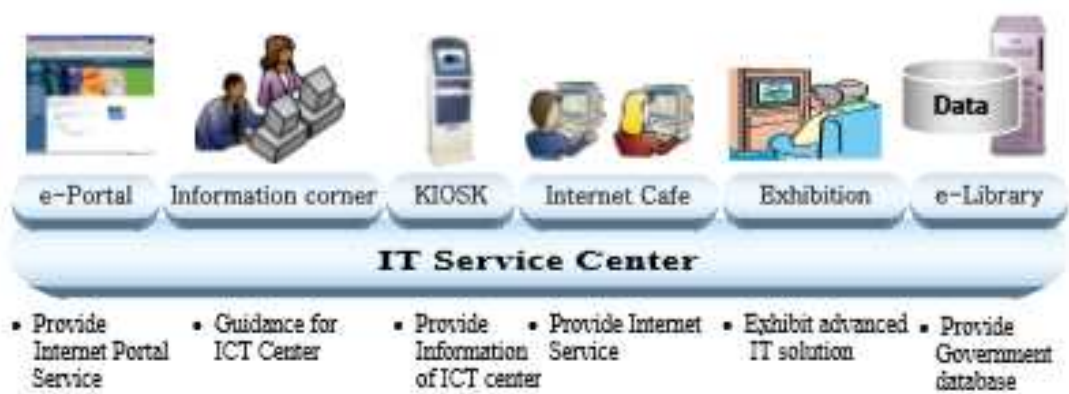 Data
e-Portal
Information corner
KIOSK
Internet Cafe
Exhibition
e-Library
IT Service Center
▪ Provide
Internet Portal
Service
▪ Guidance for
ICT Center
▪ Provide
Information
of ICT center
▪ Provide Internet
Service
▪ Exhibit advanced
IT solution
▪ Provide
Government
database